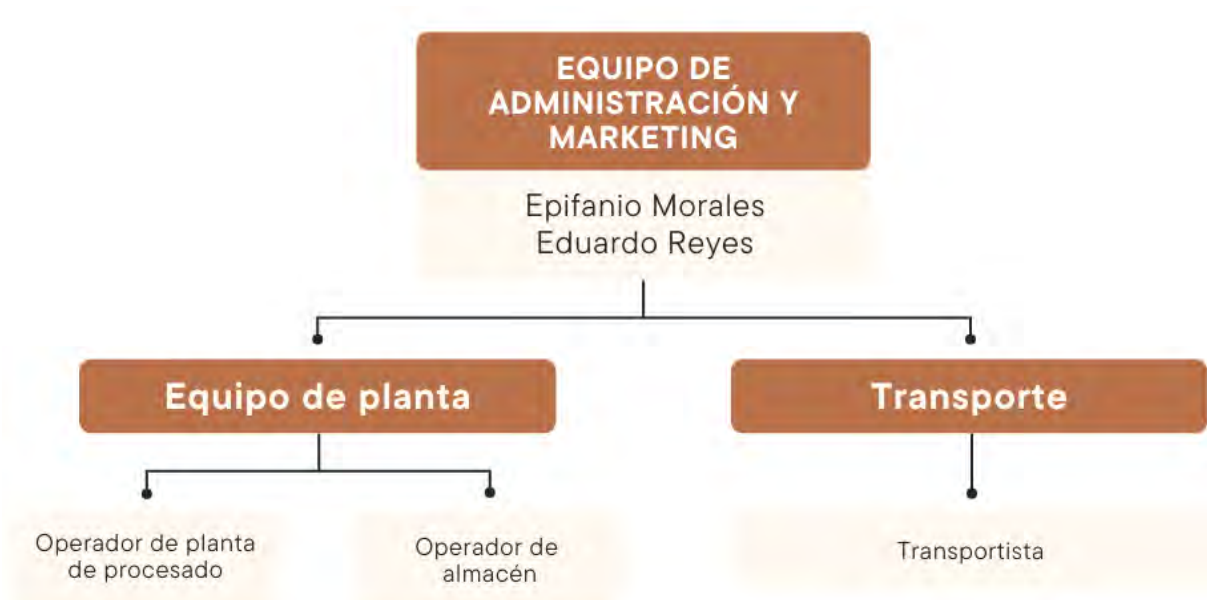 EQUIPO DE
ADMINISTRACIÓN Y
MARKETING
Epifanio Morales
Eduardo Reyes
Equipo de planta
Transporte
Operador de planta
de procesado
Operador de
almacén
Transportista